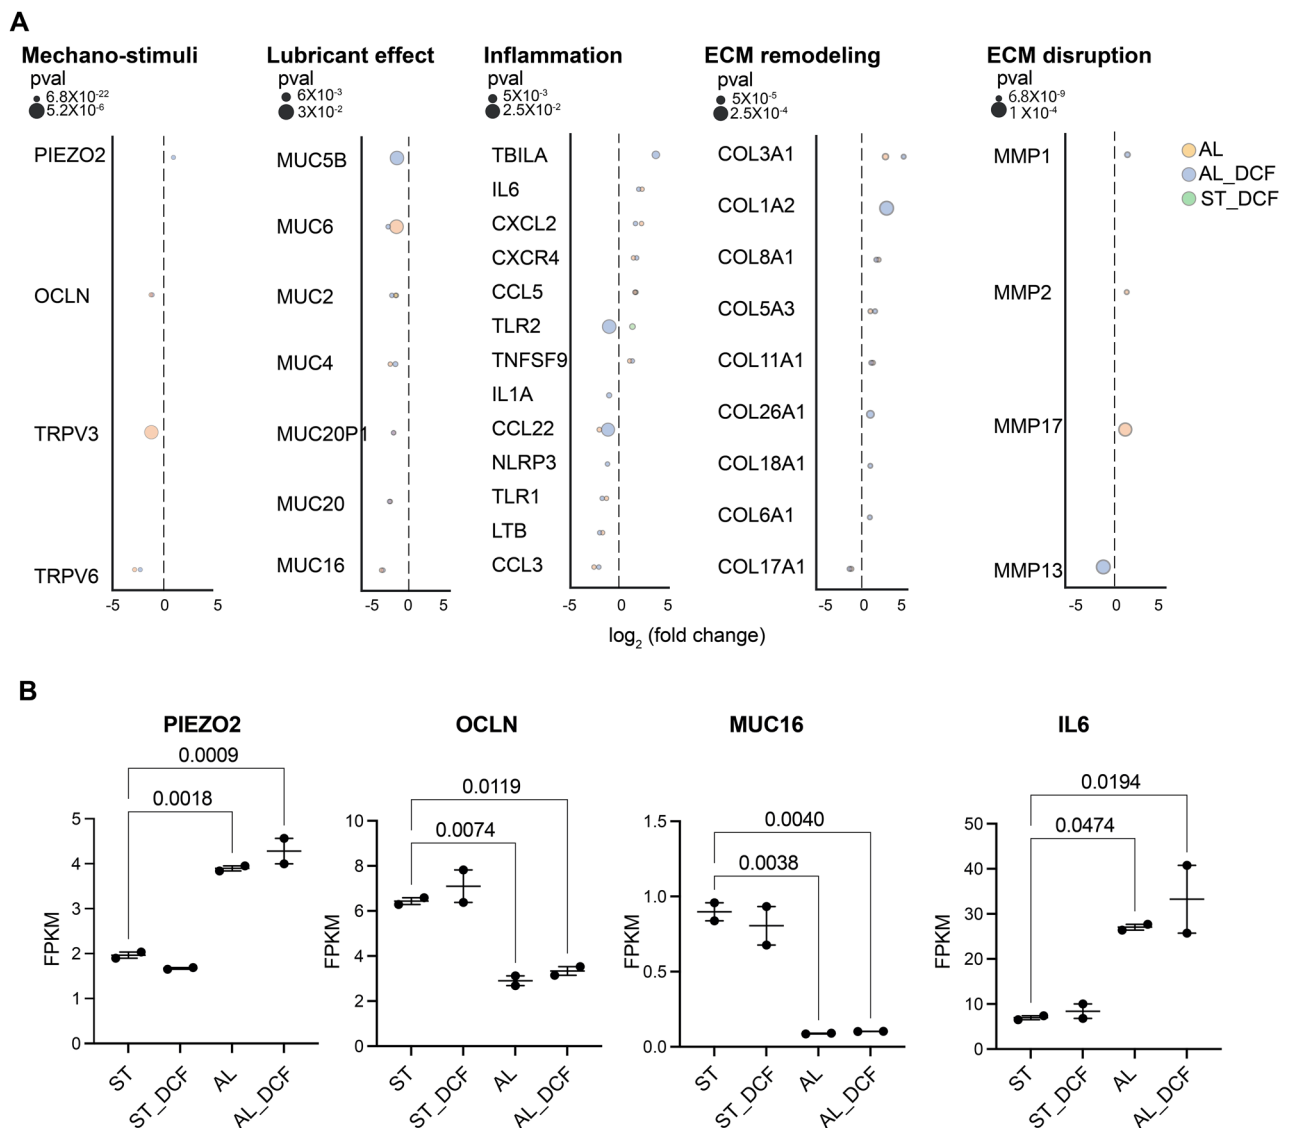 A
Mechano-stimuli
pval
6.8X10-22
5.2X10-6
PIEZO2
OCLN
TRPV3
TRPV6
-5 0 5
Lubricant effect
pval
6X10-3
3X10-2
MUC5B
MUC6
MUC2
MUC4
MUC20P1
MUC20
MUC16
-5 0 5
Inflammation
pval
5X10-3
2.5X10-2
TBILA
IL6
CXCL2
CXCR4
CCL5
TLR2
TNFSF9
IL1A
CCL22
NLRP3
TLR1
LTB
CCL3
-5 0 5
ECM remodeling
pval
5X10-5
2.5X10-4
COL3A1
COL1A2
COL8A1
COL5A3
COL11A1
COL26A1
COL18A1
COL6A1
COL17A1
-5 0 5
ECM disruption
pval
6.8X10-9
1 X10-4
MMP1
MMP2
MMP17
MMP13
-5 0 5
AL
AL_DCF
ST_DCF
log2 (fold change)
B
PIEZO2
0.0009
0.0018
5
4
3
2
1
0
FPKM
ST
ST_DCF
AL
AL_DCF
OCLN
0.0119
0.0074
10
8
6
4
2
0
FPKM
ST
ST_DCF
AL
AL_DCF
MUC16
0.0040
0.0038
1.5
1.0
0.5
0.0
FPKM
ST
ST_DCF
AL
AL_DCF
IL6
0.0194
0.0474
50
40
30
20
10
0
FPKM
ST
ST_DCF
AL
AL_DCF